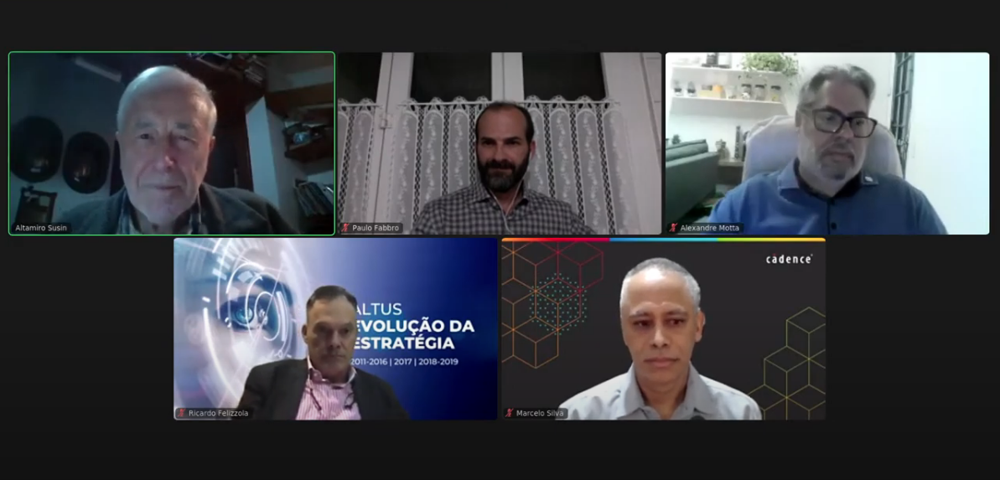 Altamiro Susin
Paulo Fabbro
Alexandre Motta
ALTUS
EVOLUÇÃO DA
ESTRATÉGIA
2011-2016 | 2017 | 2018-2019
Ricardo Felizzola
cādence®
Marcelo Silva